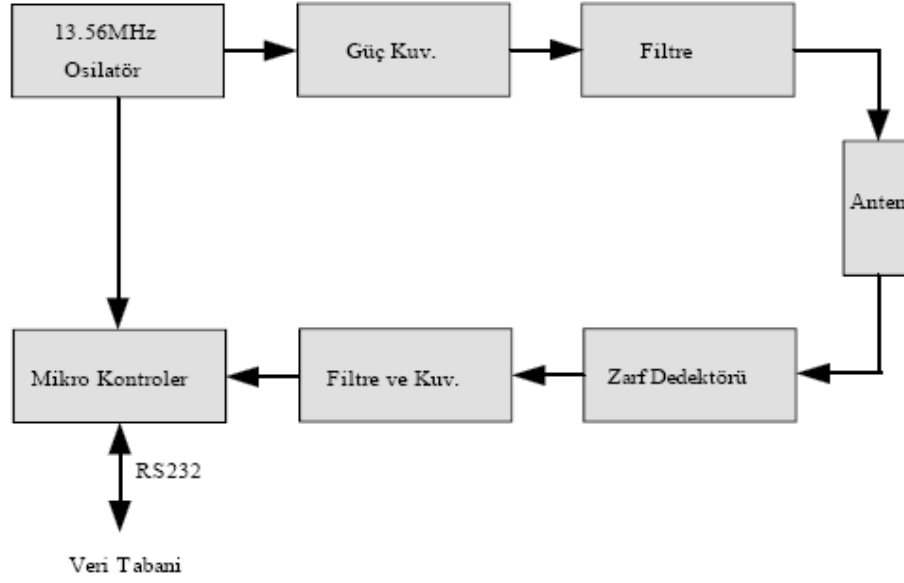 13.56MHz
Osilatör
Güç Kuv.
Filtre
Anten
Mikro Kontroler
Filtre ve Kuv.
Zarf Dedektörü
RS232
Veri Tabani